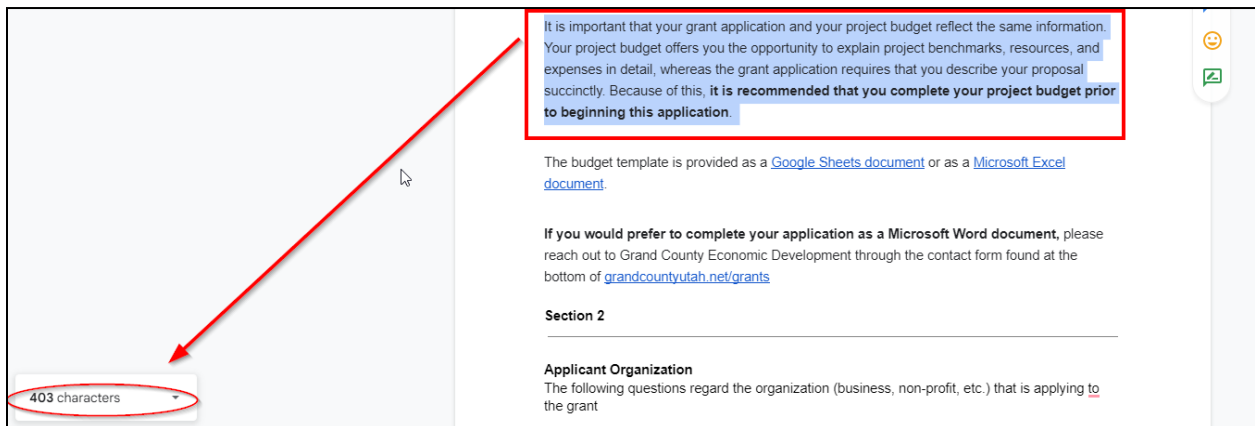 It is important that your grant application and your project budget reflect the same information.
Your project budget offers you the opportunity to explain project benchmarks, resources, and
expenses in detail, whereas the grant application requires that you describe your proposal
succinctly. Because of this, it is recommended that you complete your project budget prior
to beginning this application.
The budget template is provided as a Google Sheets document or as a Microsoft Excel
document.
If you would prefer to complete your application as a Microsoft Word document, please
reach out to Grand County Economic Development through the contact form found at the
bottom of grandcountyutah.net/grants
Section 2
Applicant Organization
The following questions regard the organization (business, non-profit, etc.) that is applying to
the grant
403 characters